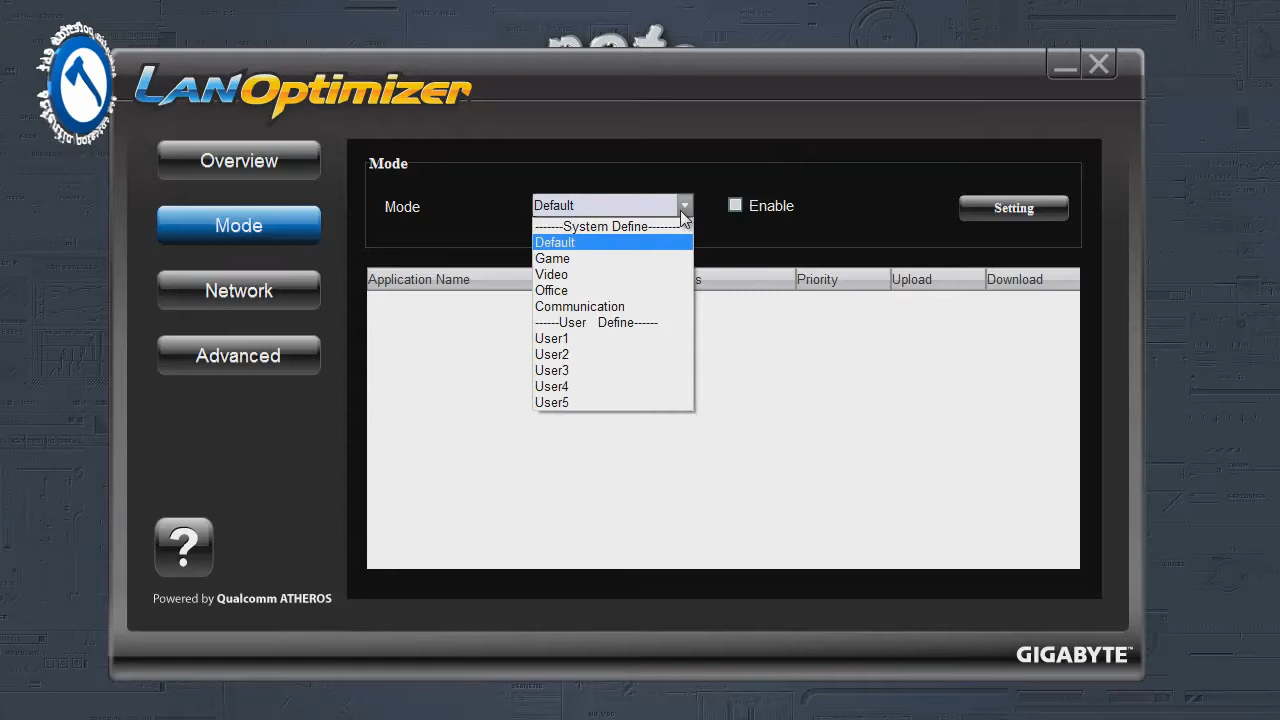 LANOptimizer
Overview
Mode
Network
Advanced
Powered by Qualcomm ATHEROS
Mode
Mode
Default
Enable
Setting
-------System Define--------
Default
Game
Video
Office
Communication
------User Define------
User1
User2
User3
User4
User5
Application Name
Priority
Upload
Download
GIGABYTE™